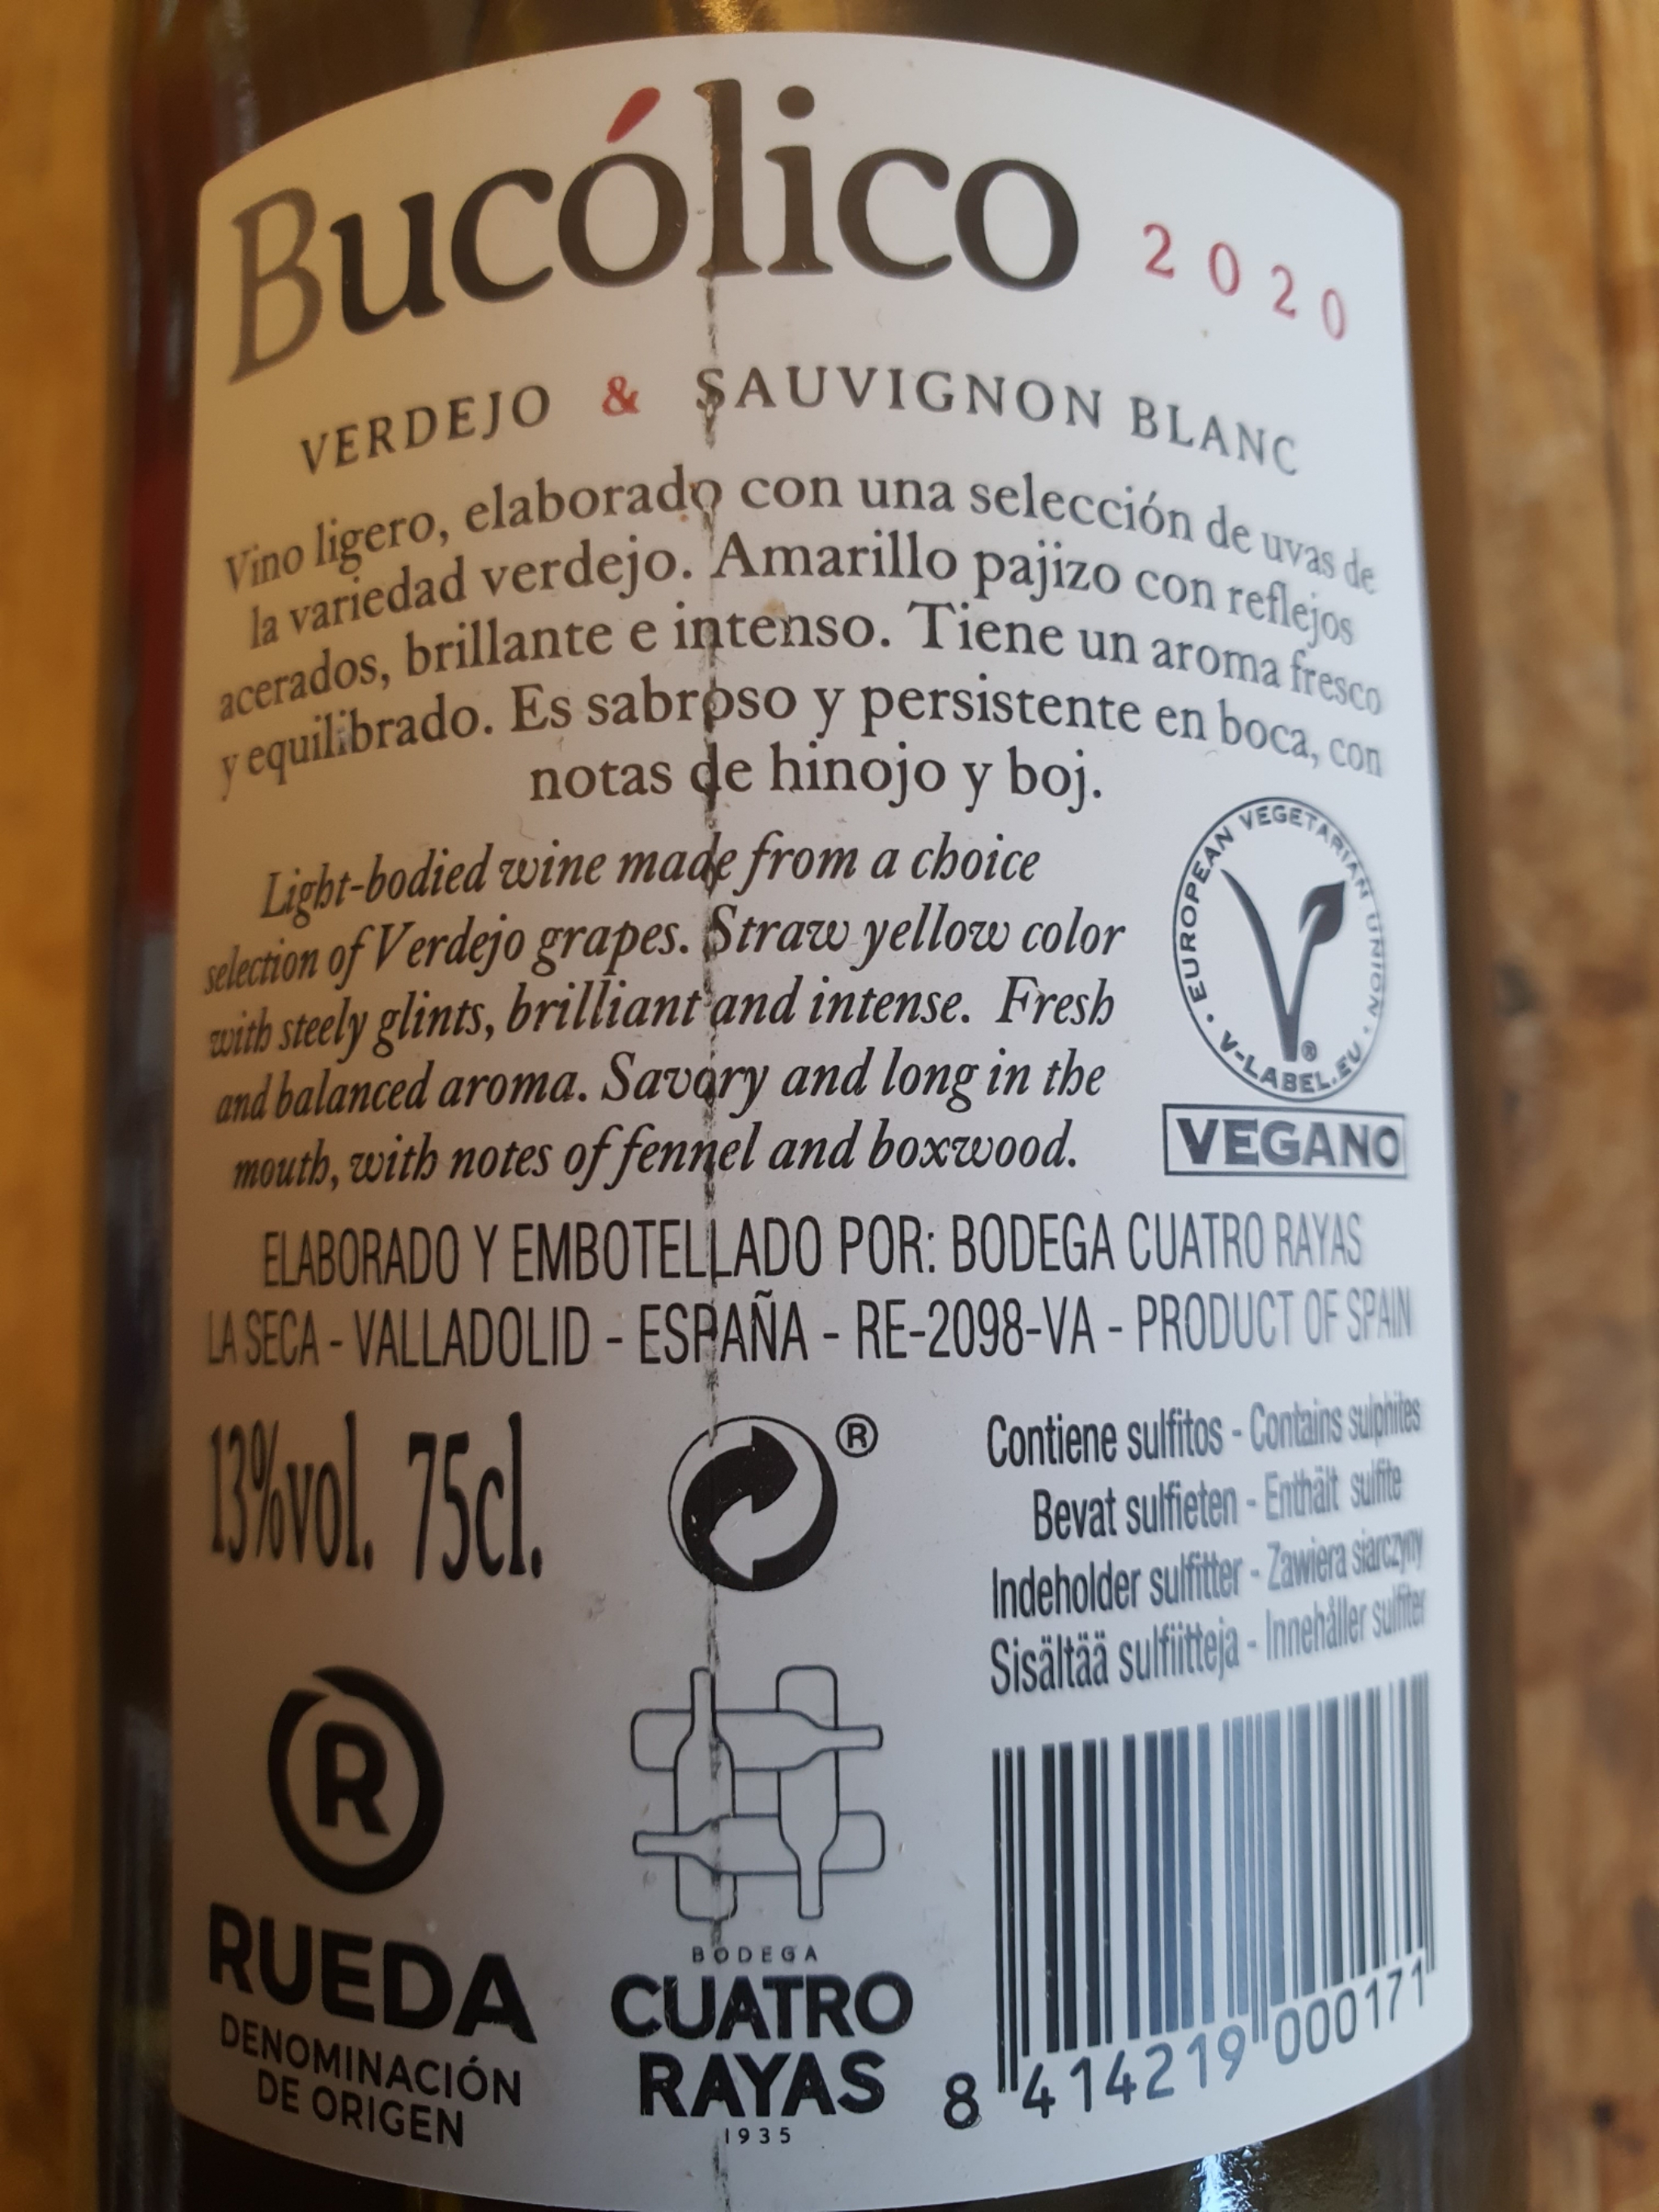 Bucólico 2020
VERDEJO & SAUVIGNON BLANC
Vino ligero, elaborado con una selección de uvas de
la variedad verdejo. Amarillo pajizo con reflejos
acerados, brillante e intenso. Tiene un aroma fresco
y equilibrado. Es sabroso y persistente en boca, con
notas de hinojo y boj.
Light-bodied wine made from a choice
selection of Verdejo grapes. Straw yellow color
with steely glints, brilliant and intense. Fresh
and balanced aroma. Savory and long in the
mouth, with notes of fennel and boxwood.
EUROPEAN VEGETARIAN UNION
V-LABEL.EU
®
VEGANO
ELABORADO Y EMBOTELLADO POR: BODEGA CUATRO RAYAS
LA SECA - VALLADOLID - ESPAÑA - RE-2098-VA - PRODUCT OF SPAIN
13%vol. 75cl.
®
Contiene sulfitos - Contains sulphites
Bevat sulfieten - Enthält sulfite
Indeholder sulfitter - Zawiera siarczyny
Sisältää sulfiitteja - Innehåller sulfiter
R
RUEDA
DENOMINACIÓN
DE ORIGEN
BODEGA
CUATRO
RAYAS
1935
8 414219 000171